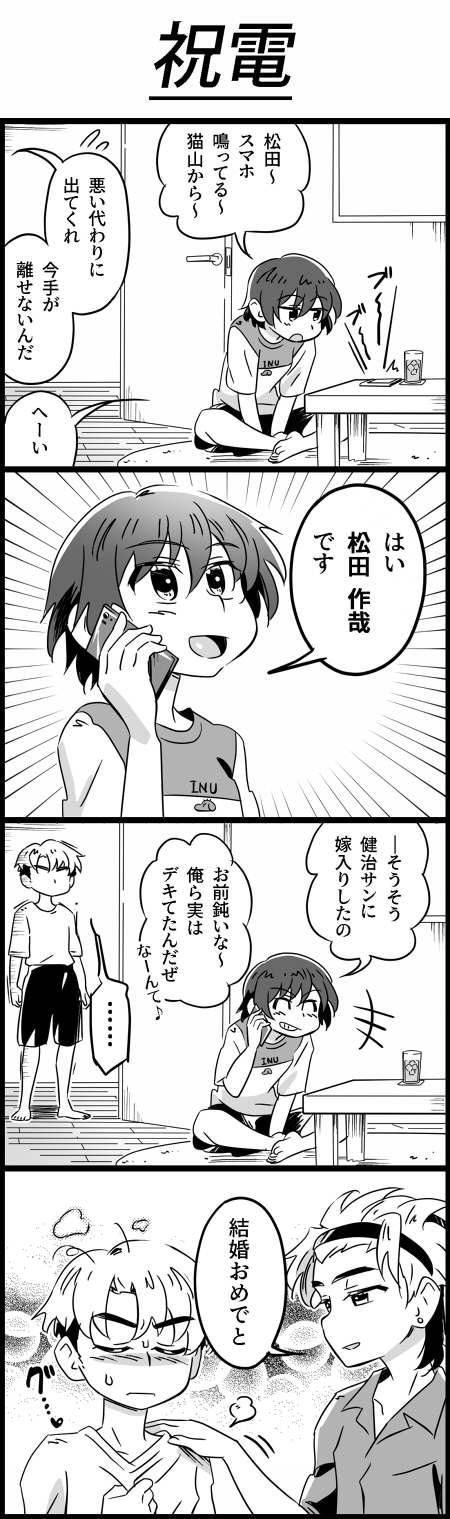 祝電
松田～
スマホ
鳴ってる～
猫山から～
悪い代わりに
出てくれ
今手が
離せないんだ
へーい
INU
はい
松田 作哉
です
INU
―そうそう
健治サンに
嫁入りしたの
お前鈍いな～
俺ら実は
デキてたんだぜ
なーんて♪
……
INU
結婚おめでと
グ…